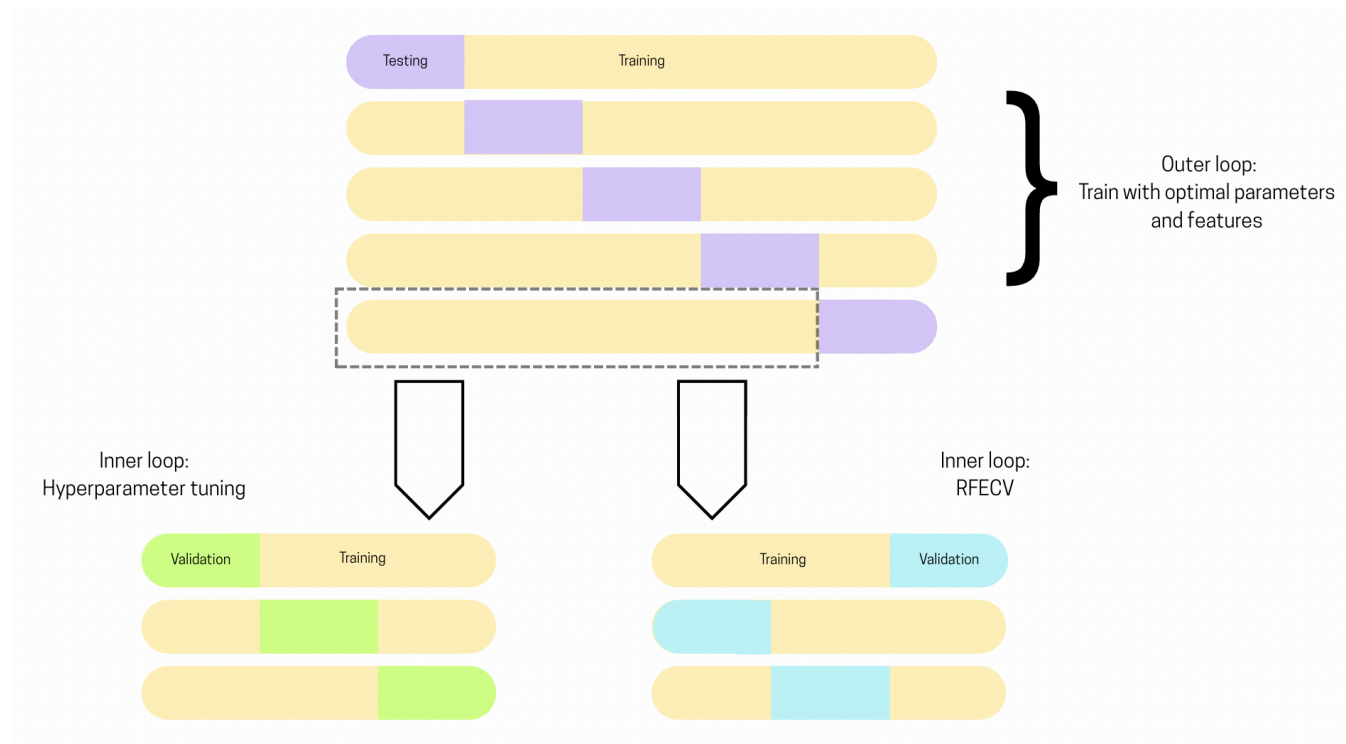 Testing
Training
Outer loop:
Train with optimal parameters
and features
Inner loop:
Hyperparameter tuning
Inner loop:
RFECV
Validation
Training
Training
Validation